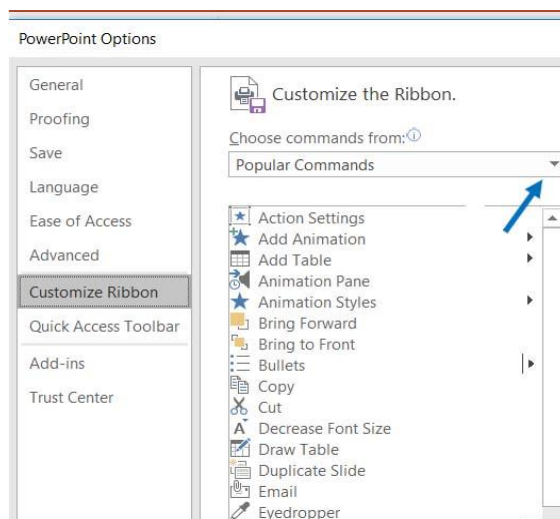 PowerPoint Options
General
Proofing
Save
Language
Ease of Access
Advanced
Customize Ribbon
Quick Access Toolbar
Add-ins
Trust Center
Customize the Ribbon.
Choose commands from:
Popular Commands
Action Settings
Add Animation
Add Table
Animation Pane
Animation Styles
Bring Forward
Bring to Front
Bullets
Copy
Cut
Decrease Font Size
Draw Table
Duplicate Slide
Email
Eyedropper